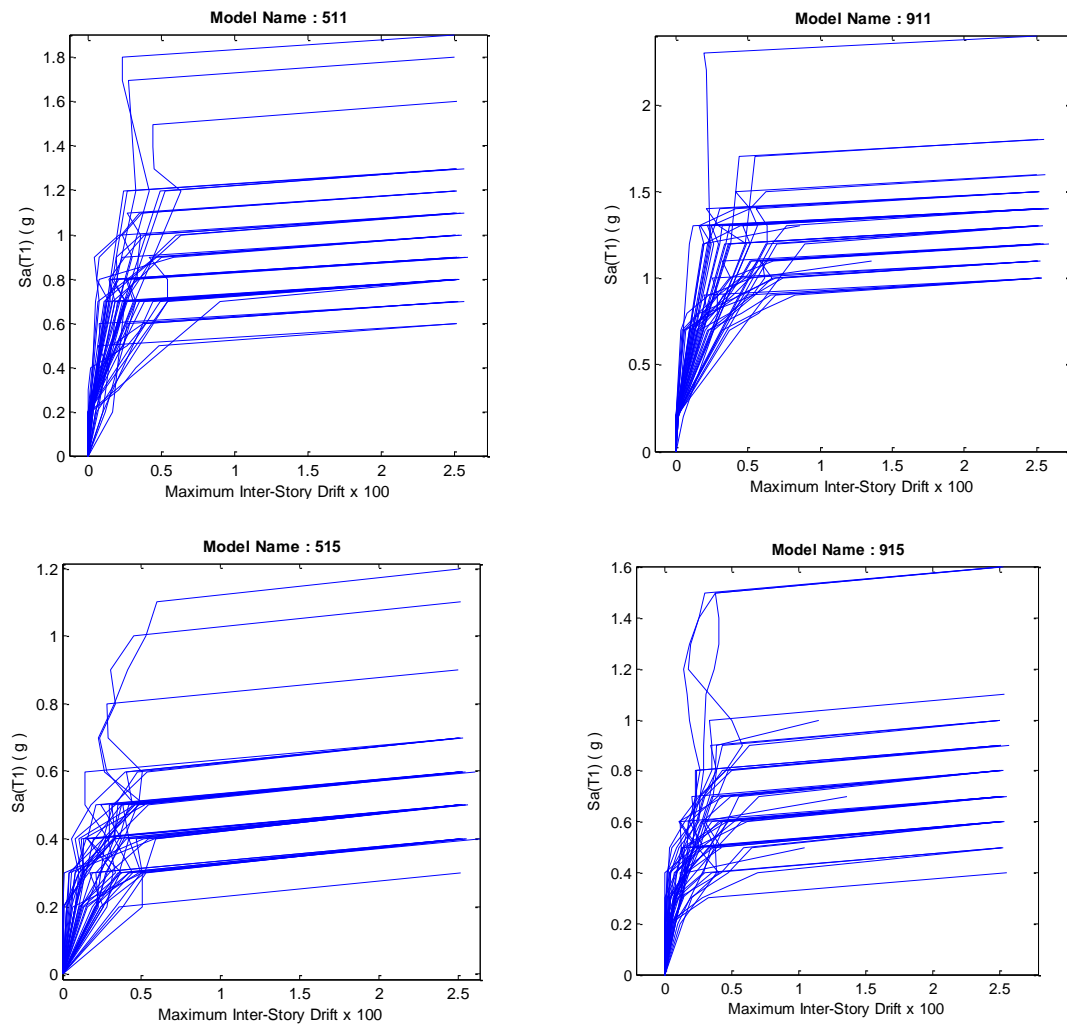 Model Name : 511
1.8
1.6
1.4
1.2
1
0.8
0.6
0.4
0.2
0
Sa(T1) ( g )
0 0.5 1 1.5 2 2.5
Maximum Inter-Story Drift x 100
Model Name : 911
2
1.5
1
0.5
0
Sa(T1) ( g )
0 0.5 1 1.5 2 2.5
Maximum Inter-Story Drift x 100
Model Name : 515
1.2
1
0.8
0.6
0.4
0.2
0
Sa(T1) ( g )
0 0.5 1 1.5 2 2.5
Maximum Inter-Story Drift x 100
Model Name : 915
1.6
1.4
1.2
1
0.8
0.6
0.4
0.2
0
Sa(T1) ( g )
0 0.5 1 1.5 2 2.5
Maximum Inter-Story Drift x 100